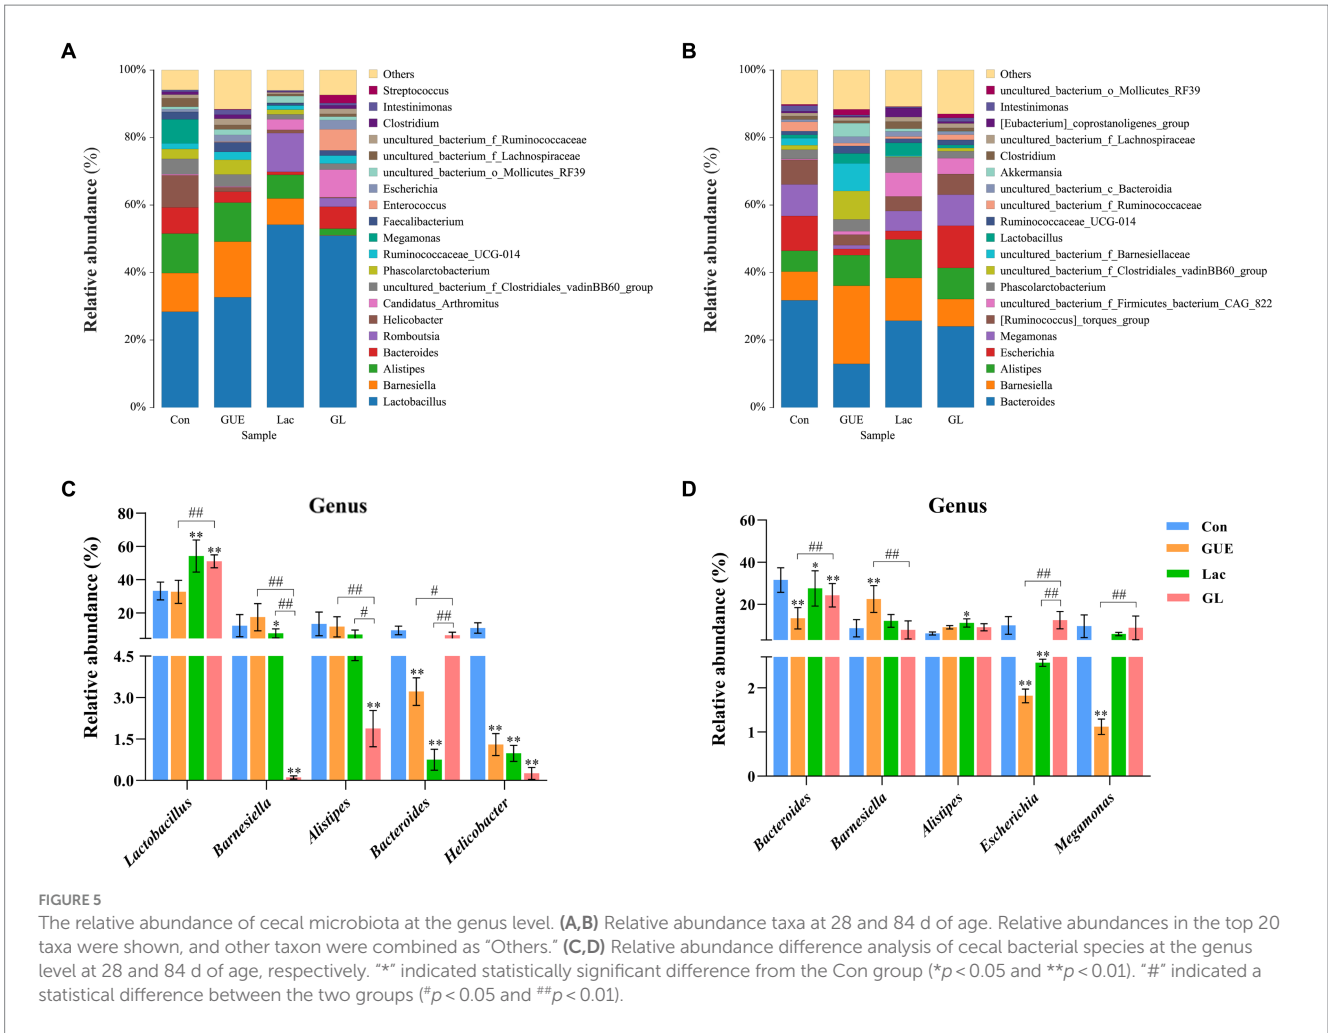 A
100%
80%
60%
40%
20%
0%
Relative abundance (%)
Con GUE Lac GL
Sample
Others
Streptococcus
Intestinimonas
Clostridium
uncultured_bacterium_f_Ruminococcaceae
uncultured_bacterium_f_Lachnospiraceae
uncultured_bacterium_o_Mollicutes_RF39
Escherichia
Enterococcus
Faecalibacterium
Megamonas
Ruminococcaceae_UCG-014
Phascolarctobacterium
uncultured_bacterium_f_Clostridiales_vadinBB60_group
Candidatus_Arthromitus
Helicobacter
Romboutsia
Bacteroides
Alistipes
Barnesiella
Lactobacillus
B
100%
80%
60%
40%
20%
0%
Relative abundance (%)
Con GUE Lac GL
Sample
Others
uncultured_bacterium_o_Mollicutes_RF39
Intestinimonas
[Eubacterium]_coprostanoligenes_group
uncultured_bacterium_f_Lachnospiraceae
Clostridium
Akkermansia
uncultured_bacterium_c_Bacteroidia
uncultured_bacterium_f_Ruminococcaceae
Ruminococcaceae_UCG-014
Lactobacillus
uncultured_bacterium_f_Barnesiellaceae
uncultured_bacterium_f_Clostridiales_vadinBB60_group
Phascolarctobacterium
uncultured_bacterium_f_Firmicutes_bacterium_CAG_822
[Ruminococcus]_torques_group
Megamonas
Escherichia
Alistipes
Barnesiella
Bacteroides
C
Genus
80
60
40
20
4.5
3.0
1.5
0.0
Relative abundance (%)
## ** **
## ## * **
## #
# ## ** **
** ** **
Lactobacillus
Barnesiella
Alistipes
Bacteroides
Helicobacter
D
Genus
60
40
20
2
1
0
Relative abundance (%)
## ** * **
## **
*
## ## ** **
## **
Bacteroides
Barnesiella
Alistipes
Escherichia
Megamonas
Con
GUE
Lac
GL
FIGURE 5
The relative abundance of cecal microbiota at the genus level. (A,B) Relative abundance taxa at 28 and 84 d of age. Relative abundances in the top 20
taxa were shown, and other taxon were combined as “Others.” (C,D) Relative abundance difference analysis of cecal bacterial species at the genus
level at 28 and 84 d of age, respectively. “*” indicated statistically significant difference from the Con group (*p < 0.05 and **p < 0.01). “#” indicated a
statistical difference between the two groups (#p < 0.05 and ##p < 0.01).